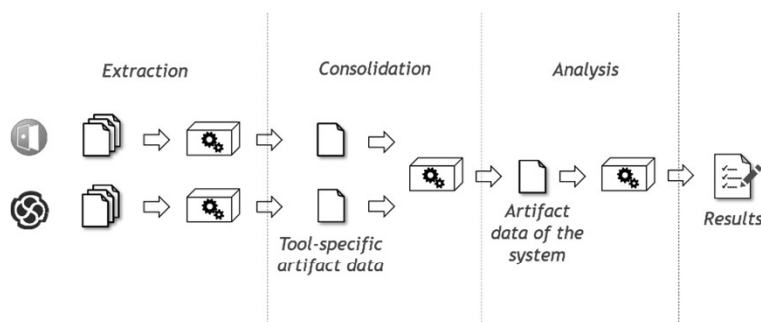 Extraction
Consolidation
Analysis
Tool-specific
artifact data
Artifact
data of the
system
Results